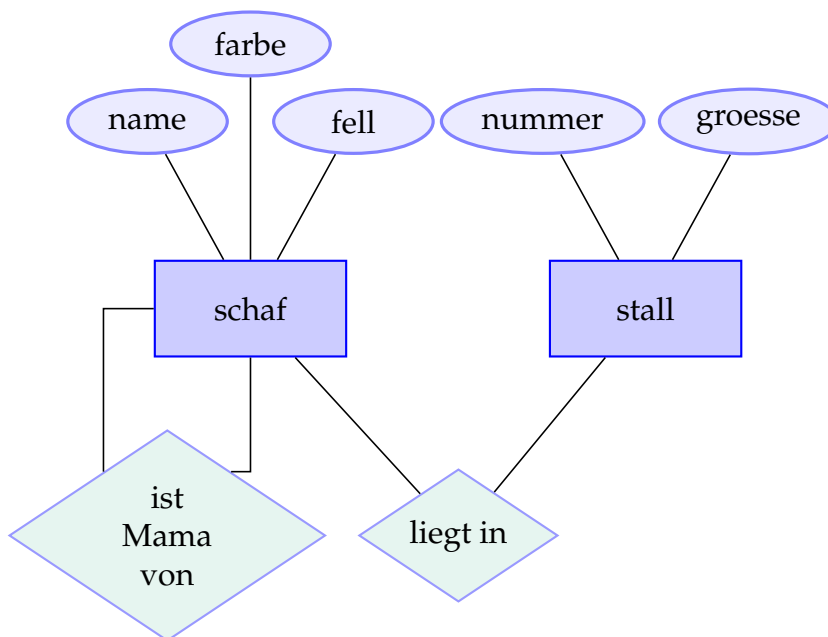 farbe
name
fell
nummer
groesse
schaf
stall
ist
Mama
von
liegt in